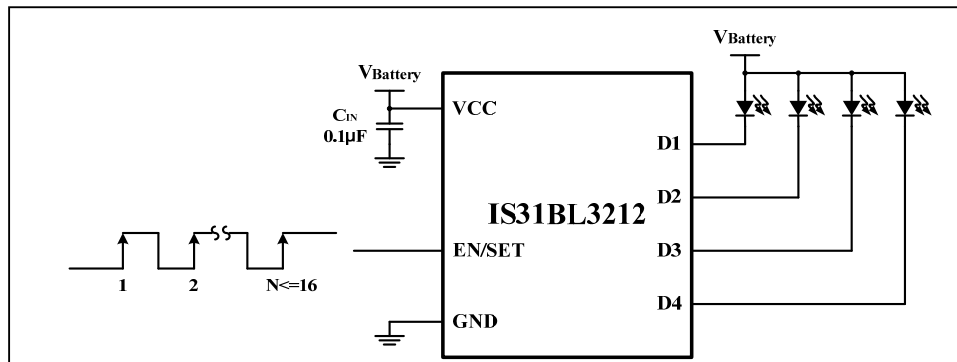 VBattery
VBattery
VCC
CIN
0.1µF
D1
D2
IS31BL3212
EN/SET
D3
1 2 N<=16
D4
GND